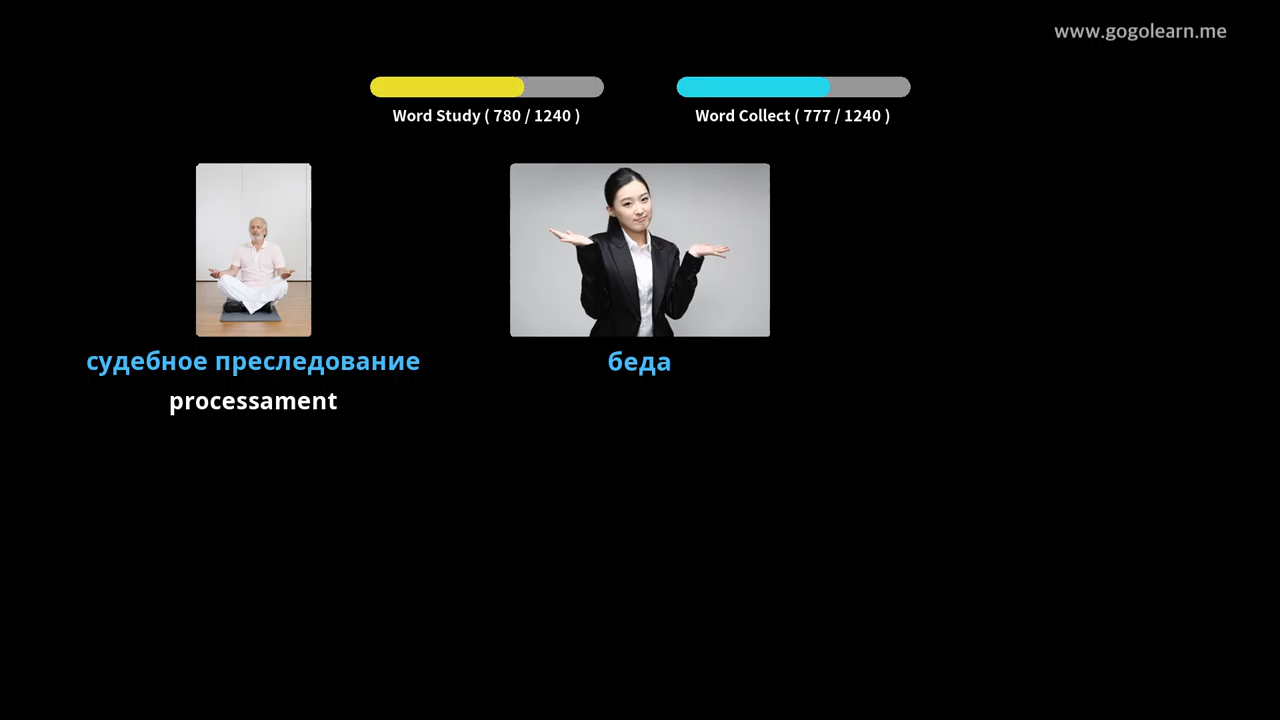 www.gogolearn.me
Word Study ( 780 / 1240 )
Word Collect ( 777 / 1240 )
судебное преследование
processament
беда